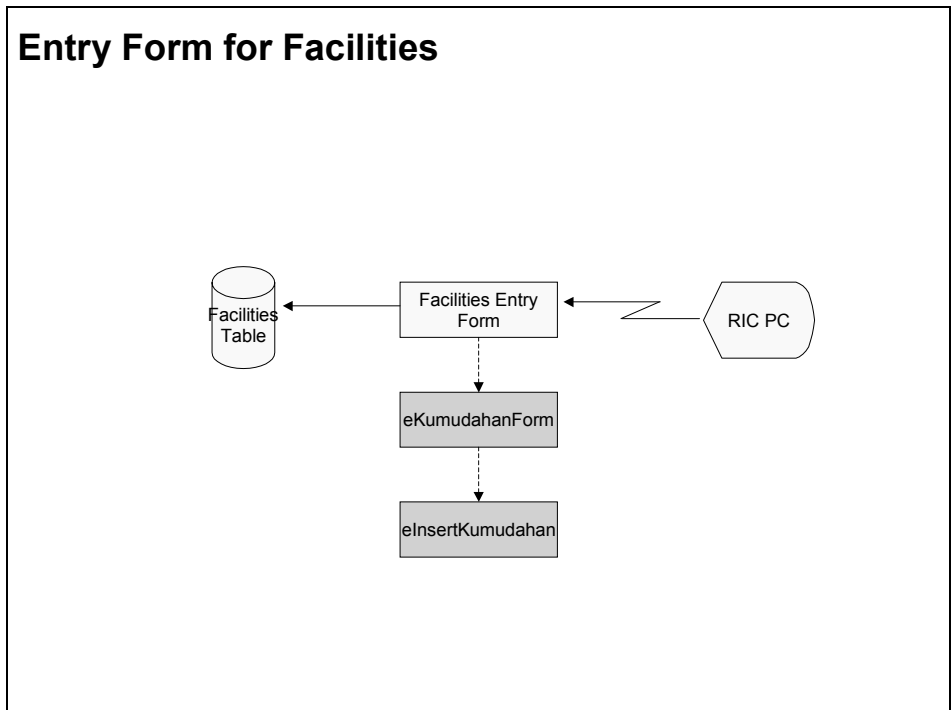 Entry Form for Facilities
Facilities
Table
Facilities Entry
Form
RIC PC
eKumudahanForm
eInsertKumudahan